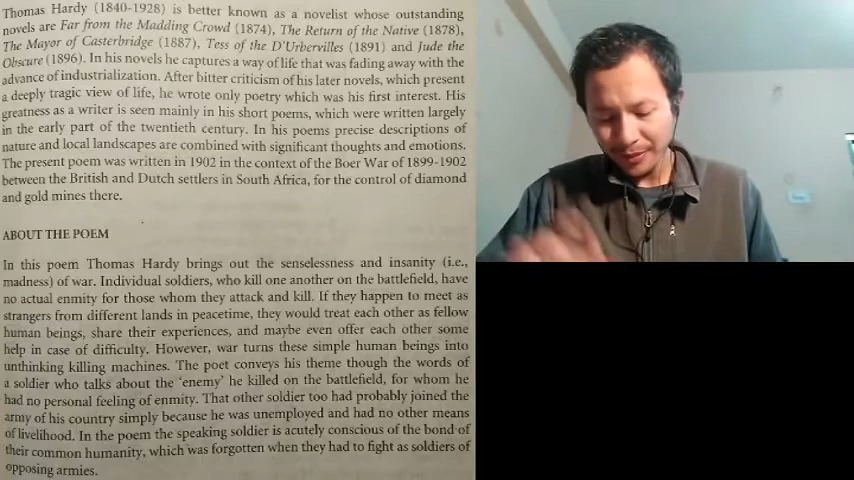 Thomas Hardy (1840-1928) is better known as a novelist whose outstanding
novels are Far from the Madding Crowd (1874), The Return of the Native (1878),
The Mayor of Casterbridge (1887), Tess of the D'Urbervilles (1891) and Jude the
Obscure (1896). In his novels he captures a way of life that was fading away with the
advance of industrialization. After bitter criticism of his later novels, which present
a deeply tragic view of life, he wrote only poetry which was his first interest. His
greatness as a writer is seen mainly in his short poems, which were written largely
in the early part of the twentieth century. In his poems precise descriptions of
nature and local landscapes are combined with significant thoughts and emotions.
The present poem was written in 1902 in the context of the Boer War of 1899-1902
between the British and Dutch settlers in South Africa, for the control of diamond
and gold mines there.
ABOUT THE POEM
In this poem Thomas Hardy brings out the senselessness and insanity (i.e.,
madness) of war. Individual soldiers, who kill one another on the battlefield, have
no actual enmity for those whom they attack and kill. If they happen to meet as
strangers from different lands in peacetime, they would treat each other as fellow
human beings, share their experiences, and maybe even offer each other some
help in case of difficulty. However, war turns these simple human beings into
unthinking killing machines. The poet conveys his theme though the words of
a soldier who talks about the 'enemy' he killed on the battlefield, for whom he
had no personal feeling of enmity. That other soldier too had probably joined the
army of his country simply because he was unemployed and had no other means
of livelihood. In the poem the speaking soldier is acutely conscious of the bond of
their common humanity, which was forgotten when they had to fight as soldiers of
opposing armies.